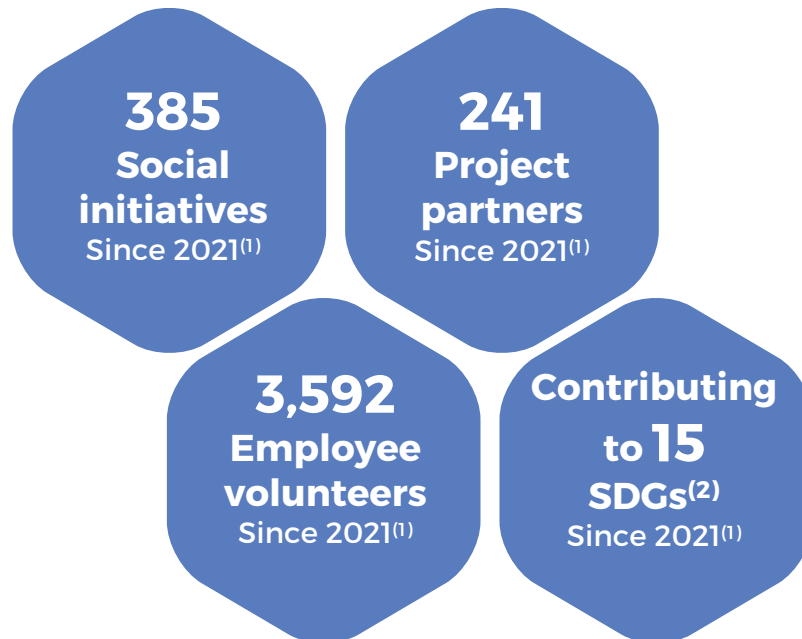 385
Social
initiatives
Since 2021(1)
241
Project
partners
Since 2021(1)
3,592
Employee
volunteers
Since 2021(1)
Contributing
to 15
SDGs(2)
Since 2021(1)